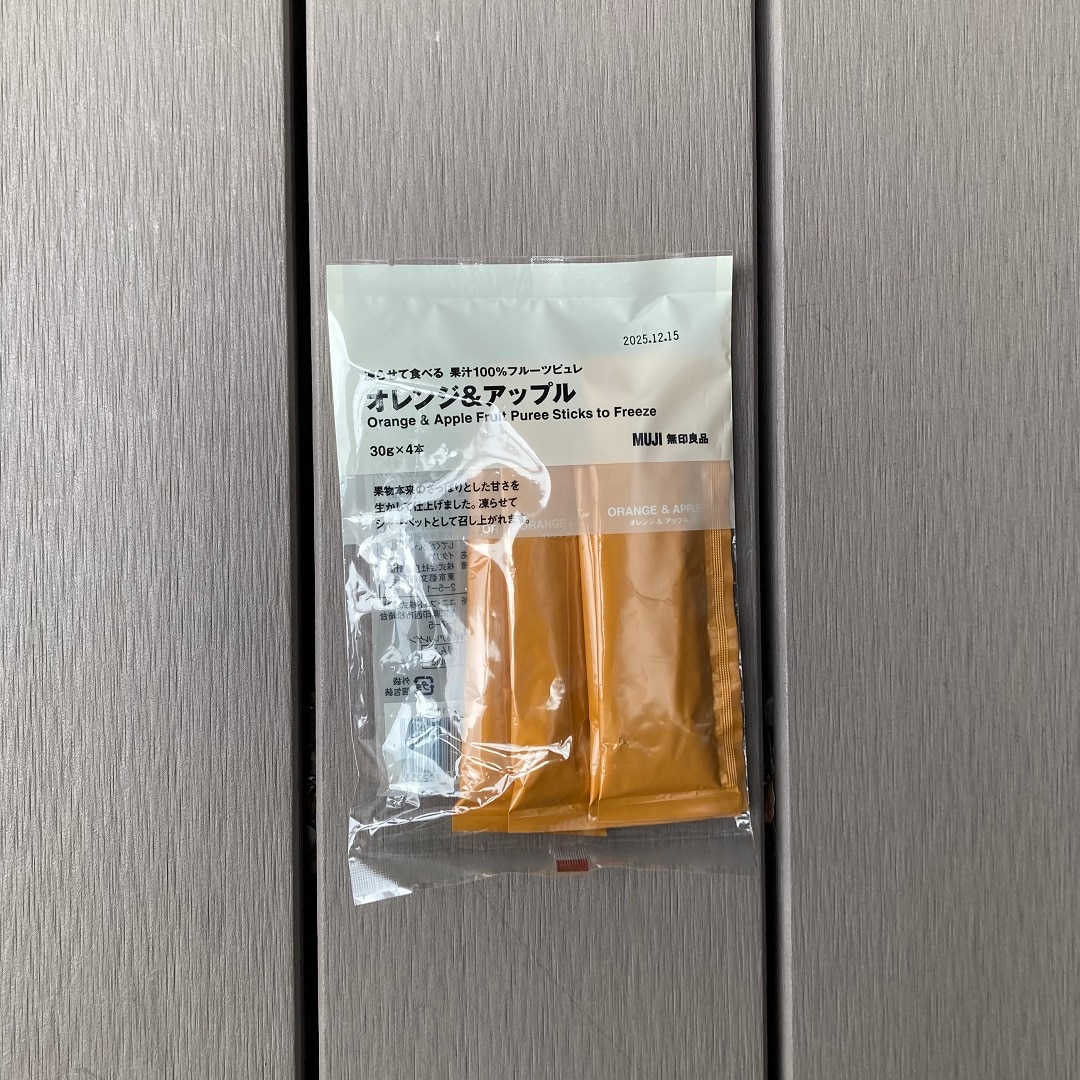 2025.12.15
凍らせて食べる 果汁100%フルーツピュレ
オレンジ&アップル
Orange & Apple Fruit Puree Sticks to Freeze
30g×4本
MUJI 無印良品
果物本来のさっぱりとした甘さを
生かして仕上げました。凍らせて
シャーベットとして召し上がれます。
ORANGE & APPLE
オレンジ & アップル
ORANGE &